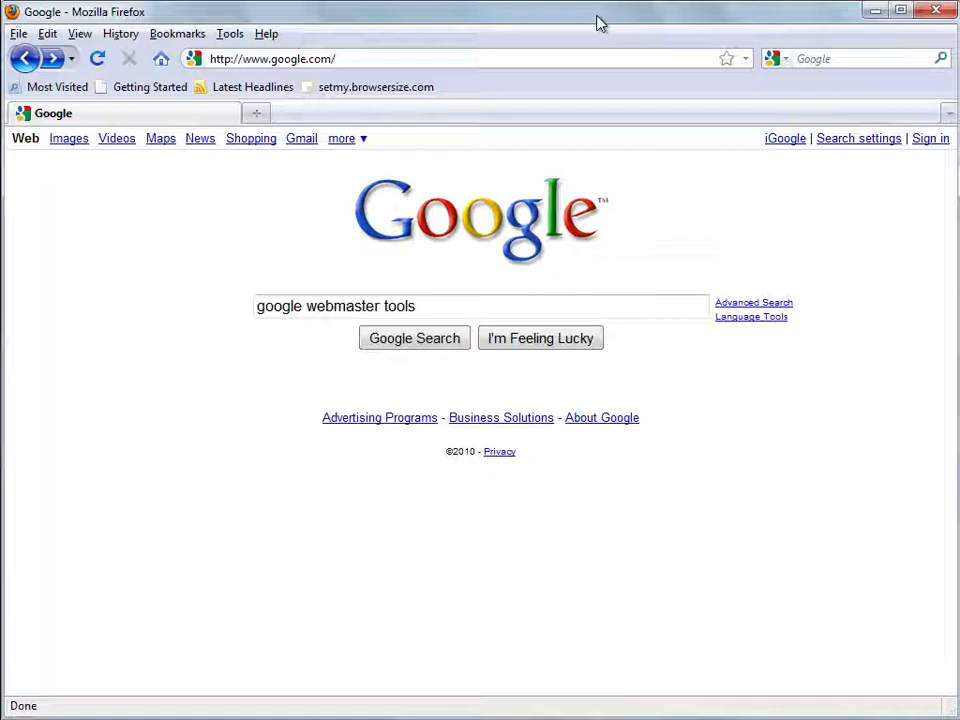 Google - Mozilla Firefox
File Edit View History Bookmarks Tools Help
http://www.google.com/ Google
Most Visited Getting Started Latest Headlines setmy.browsersize.com
Google
Web Images Videos Maps News Shopping Gmail more ▼ iGoogle | Search settings | Sign in
Google™
google webmaster tools
Advanced Search
Language Tools
Google Search I'm Feeling Lucky
Advertising Programs - Business Solutions - About Google
©2010 - Privacy
Done